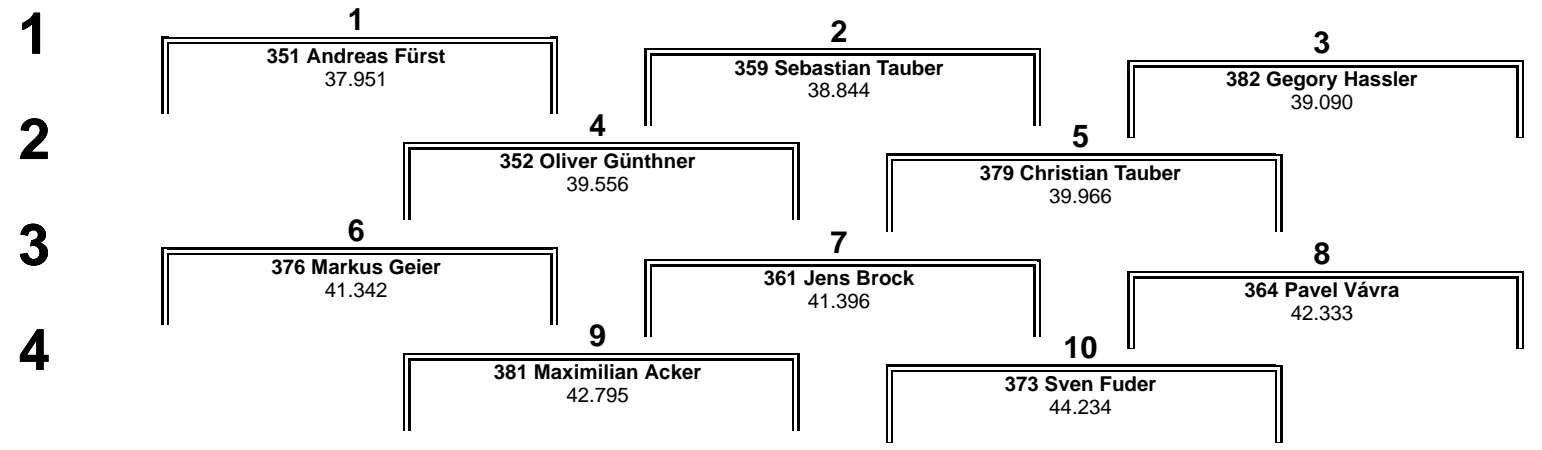 1
1
351 Andreas Fürst
37.951
2
359 Sebastian Tauber
38.844
3
382 Gegory Hassler
39.090
2
4
352 Oliver Günthner
39.556
5
379 Christian Tauber
39.966
3
6
376 Markus Geier
41.342
7
361 Jens Brock
41.396
8
364 Pavel Vávra
42.333
4
9
381 Maximilian Acker
42.795
10
373 Sven Fuder
44.234